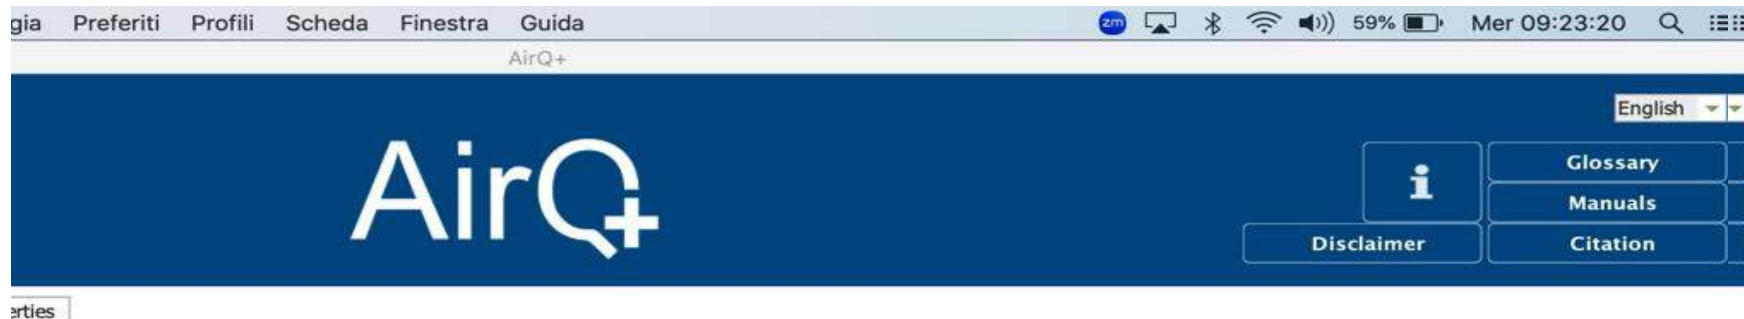 gia Preferiti Profili Scheda Finestra Guida zm 59% Mer 09:23:20
AirQ+
English
AirQ+
i Glossary
Manuals
Disclaimer Citation
erties